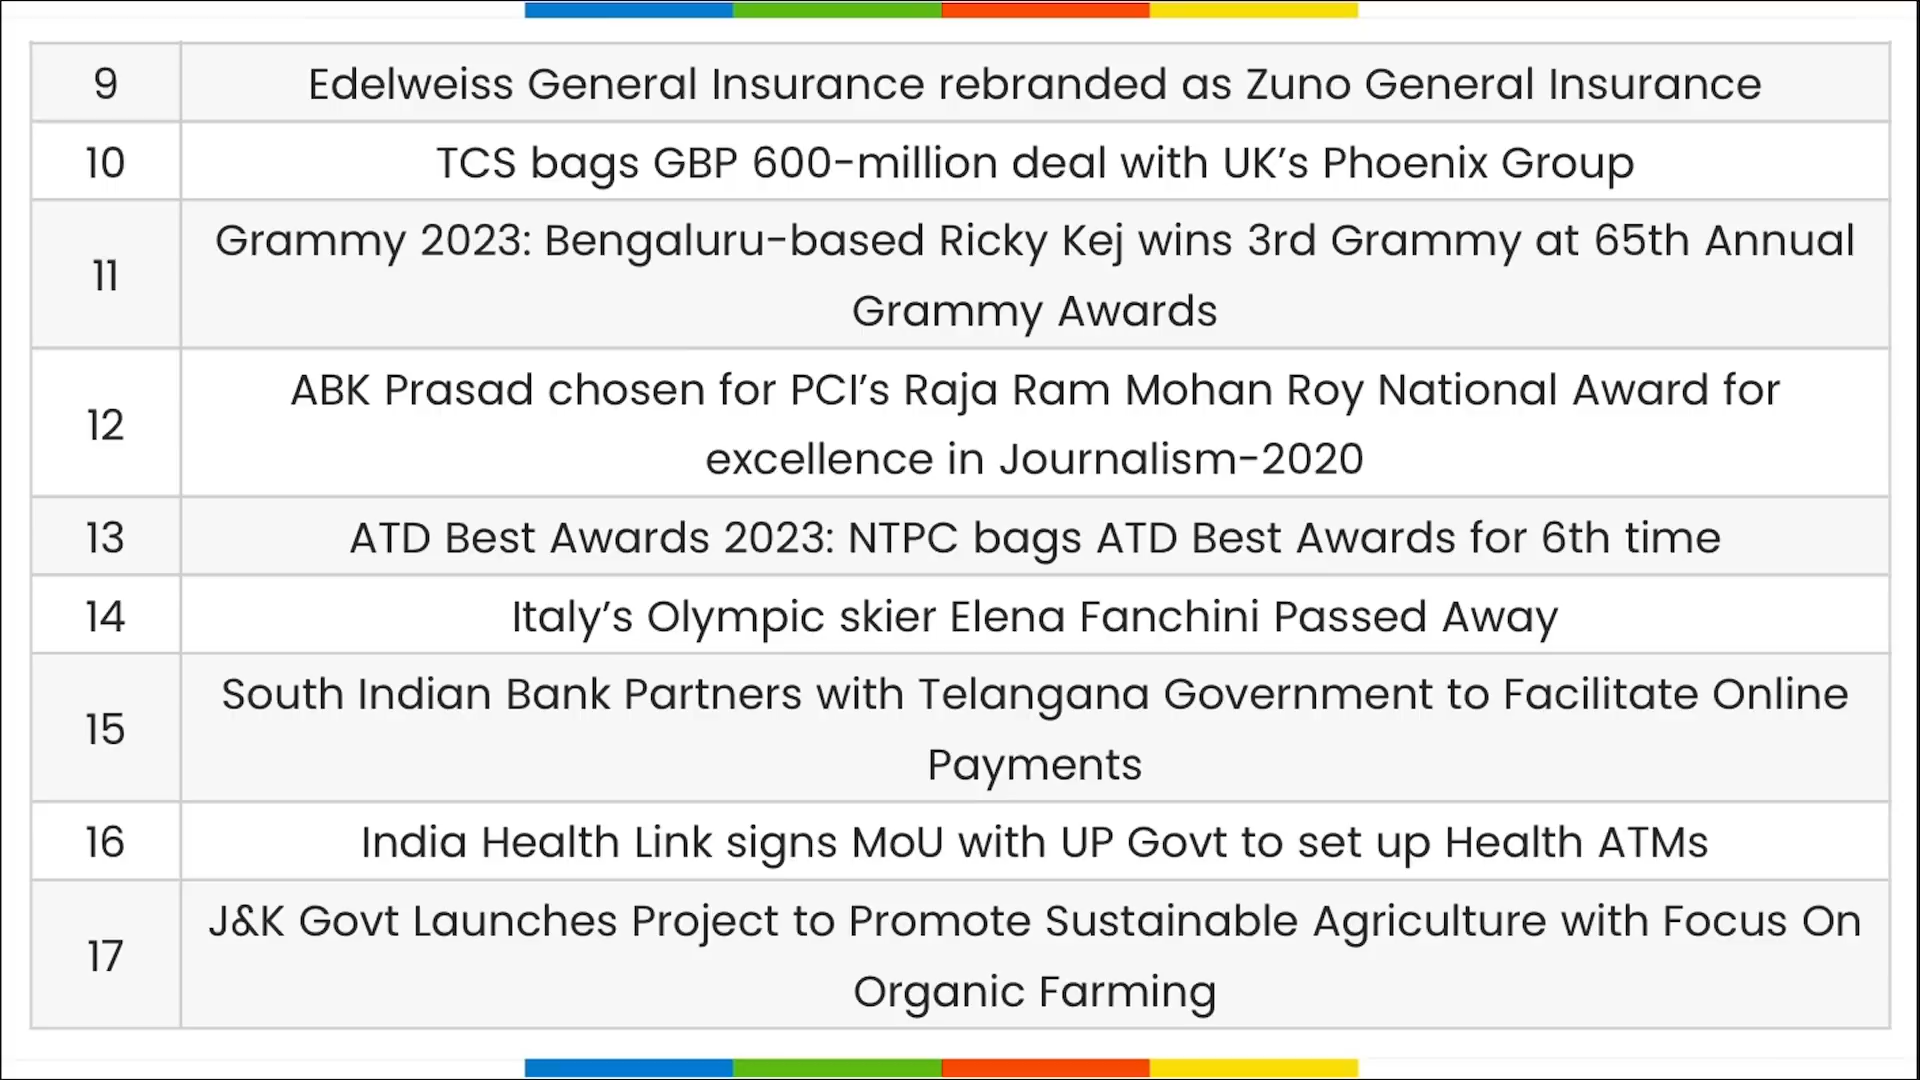 9 Edelweiss General Insurance rebranded as Zuno General Insurance
10 TCS bags GBP 600-million deal with UK's Phoenix Group
11 Grammy 2023: Bengaluru-based Ricky Kej wins 3rd Grammy at 65th Annual
Grammy Awards
12 ABK Prasad chosen for PCI's Raja Ram Mohan Roy National Award for
excellence in Journalism-2020
13 ATD Best Awards 2023: NTPC bags ATD Best Awards for 6th time
14 Italy's Olympic skier Elena Fanchini Passed Away
15 South Indian Bank Partners with Telangana Government to Facilitate Online
Payments
16 India Health Link signs MoU with UP Govt to set up Health ATMs
17 J&K Govt Launches Project to Promote Sustainable Agriculture with Focus On
Organic Farming